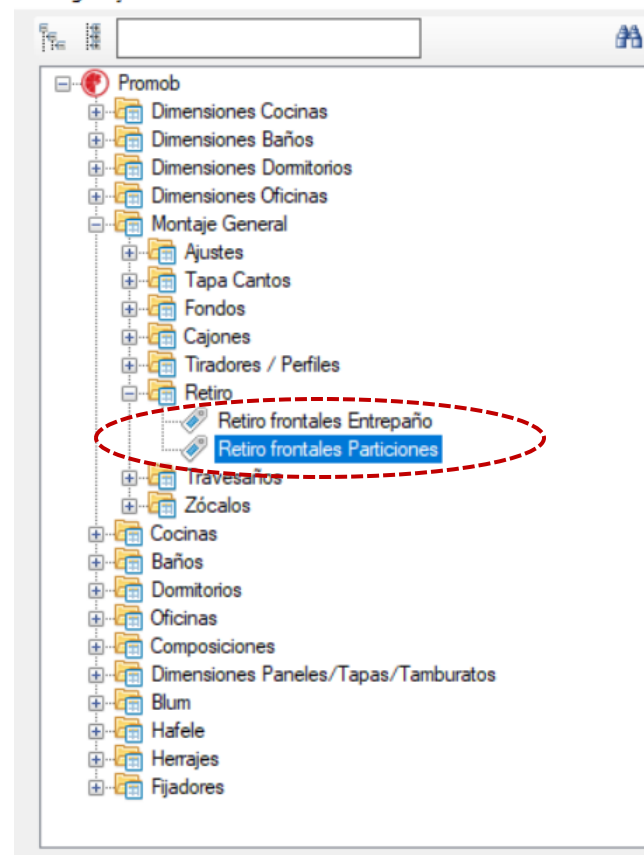 Promob
Dimensiones Cocinas
Dimensiones Baños
Dimensiones Dormitorios
Dimensiones Oficinas
Montaje General
Ajustes
Tapa Cantos
Fondos
Cajones
Tiradores / Perfiles
Retiro
Retiro frontales Entrepaño
Retiro frontales Particiones
Travesaños
Zócalos
Cocinas
Baños
Dormitorios
Oficinas
Composiciones
Dimensiones Paneles/Tapas/Tamburatos
Blum
Hafele
Herrajes
Fijadores